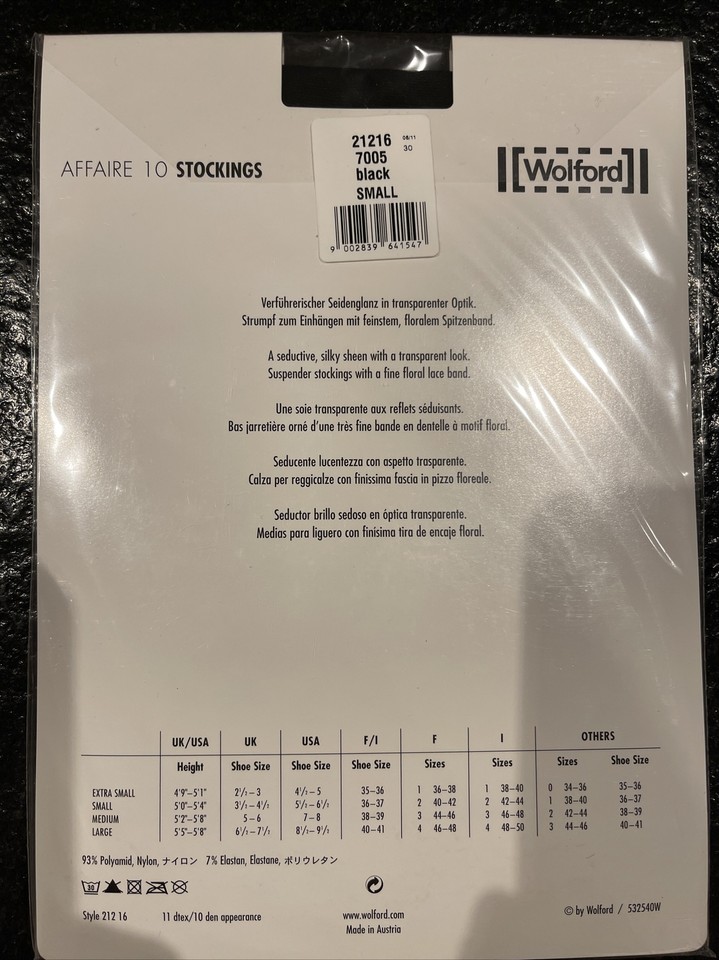 AFFAIRE 10 STOCKINGS
21216 08/11
7005 30
black
SMALL
9 002839 641547
Wolford
Verführerischer Seidenglanz in transparenter Optik.
Strumpf zum Einhängen mit feinstem, floralem Spitzenband.
A seductive, silky sheen with a transparent look.
Suspender stockings with a fine floral lace band.
Une soie transparente aux reflets séduisants.
Bas jarretière orné d'une très fine bande en dentelle à motif floral.
Seducente lucentezza con aspetto trasparente.
Calza per reggicalze con finissima fascia in pizzo floreale.
Seductor brillo sedoso en óptica transparente.
Medias para liguero con finísima tira de encaje floral.
UK/USA UK USA F/I F I OTHERS
Height Shoe Size Shoe Size Shoe Size Sizes Sizes Sizes Shoe Size
EXTRA SMALL 4'9"–5'1" 2½–3 4½–5 35–36 1 36–38 1 38–40 0 34–36 35–36
SMALL 5'0"–5'4" 3½–4½ 5½–6½ 36–37 2 40–42 2 42–44 1 38–40 36–37
MEDIUM 5'2"–5'8" 5–6 7–8 38–39 3 44–46 3 46–48 2 42–44 38–39
LARGE 5'5"–5'8" 6½–7½ 8½–9½ 40–41 4 46–48 4 48–50 3 44–46 40–41
93% Polyamid, Nylon, ナイロン 7% Elastan, Elastane, ポリウレタン
30
Style 212 16 11 dtex/10 den appearance www.wolford.com © by Wolford / 532540W
Made in Austria